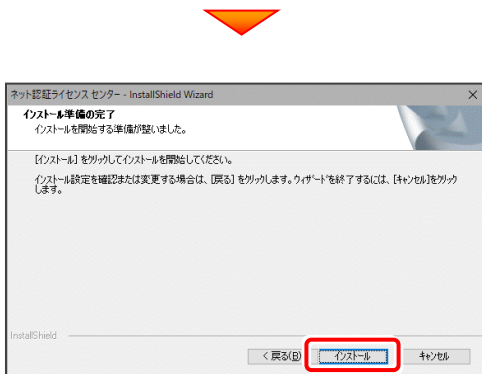 ネット認証ライセンス センター - InstallShield Wizard
インストール準備の完了
インストールを開始する準備が整いました。
[インストール] をクリックしてインストールを開始してください。
インストール設定を確認または変更する場合は、[戻る] をクリックします。ウィザードを終了するには、[キャンセル]をクリック
します。
InstallShield
< 戻る(B)
インストール
キャンセル